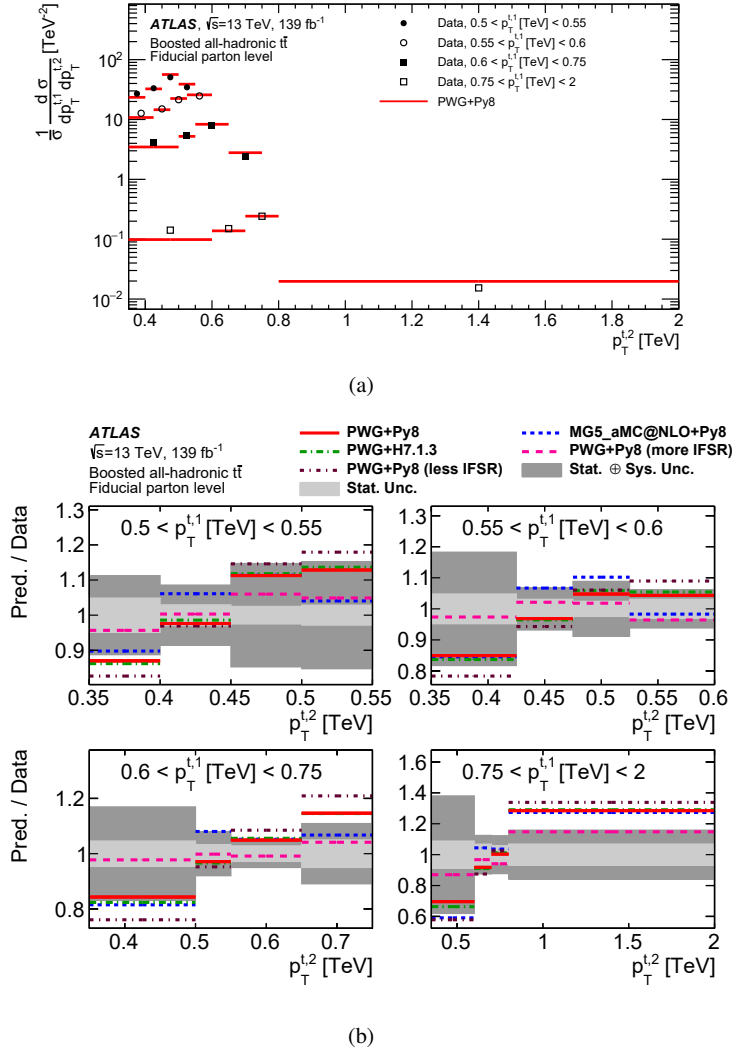 ATLAS, √s=13 TeV, 139 fb⁻¹
Boosted all-hadronic tt̄
Fiducial parton level
Data, 0.5 < p_T^{t,1} [TeV] < 0.55
Data, 0.55 < p_T^{t,1} [TeV] < 0.6
Data, 0.6 < p_T^{t,1} [TeV] < 0.75
Data, 0.75 < p_T^{t,1} [TeV] < 2
PWG+Py8
1/σ d σ / dp_T^{t,1} dp_T^{t,2} [TeV⁻²]
10²
10
1
10⁻¹
10⁻²
0.4 0.6 0.8 1 1.2 1.4 1.6 1.8 2
p_T^{t,2} [TeV]
(a)
ATLAS
√s=13 TeV, 139 fb⁻¹
Boosted all-hadronic tt̄
Fiducial parton level
PWG+Py8
PWG+H7.1.3
PWG+Py8 (less IFSR)
Stat. Unc.
MG5_aMC@NLO+Py8
PWG+Py8 (more IFSR)
Stat. ⊕ Sys. Unc.
Pred. / Data
0.5 < p_T^{t,1} [TeV] < 0.55
1.3
1.2
1.1
1
0.9
0.35 0.4 0.45 0.5 0.55
p_T^{t,2} [TeV]
0.55 < p_T^{t,1} [TeV] < 0.6
1.3
1.2
1.1
1
0.9
0.8
0.35 0.4 0.45 0.5 0.55 0.6
p_T^{t,2} [TeV]
Pred. / Data
0.6 < p_T^{t,1} [TeV] < 0.75
1.2
1
0.8
0.4 0.5 0.6 0.7
p_T^{t,2} [TeV]
0.75 < p_T^{t,1} [TeV] < 2
1.6
1.4
1.2
1
0.8
0.6
0.5 1 1.5 2
p_T^{t,2} [TeV]
(b)